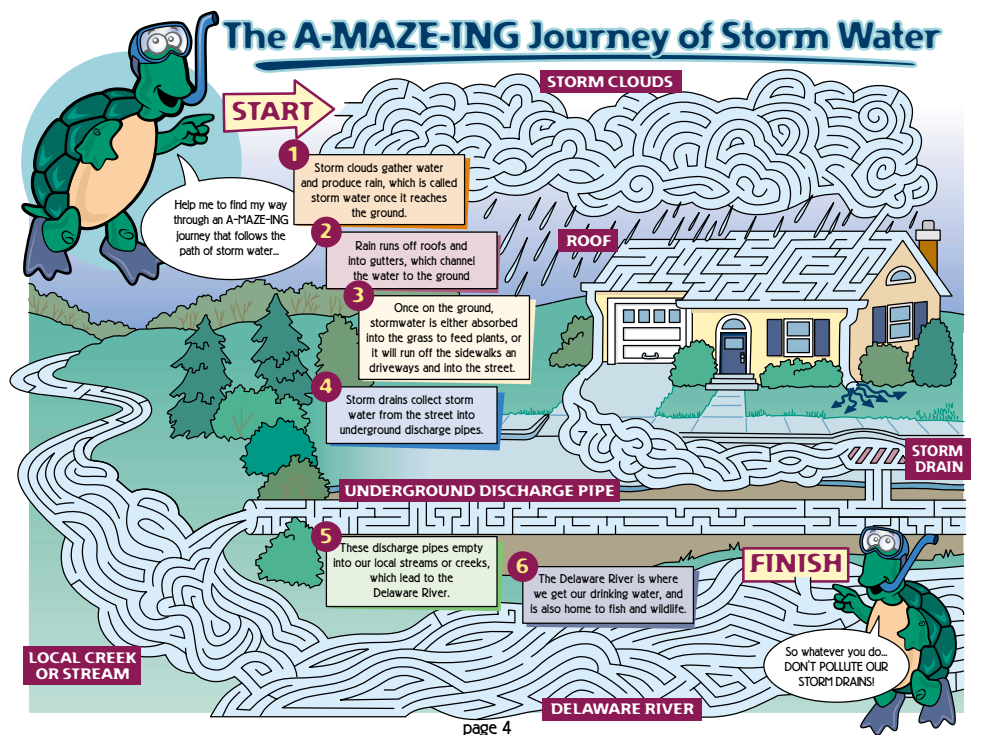 The A-MAZE-ING Journey of Storm Water
STORM CLOUDS
START
1
Storm clouds gather water
and produce rain, which is called
storm water once it reaches
the ground.
Help me to find my way
through an A-MAZE-ING
journey that follows the
path of storm water...
2
Rain runs off roofs and
into gutters, which channel
the water to the ground
ROOF
3
Once on the ground,
stormwater is either absorbed
into the grass to feed plants, or
it will run off the sidewalks an
driveways and into the street.
4
Storm drains collect storm
water from the street into
underground discharge pipes.
STORM
DRAIN
UNDERGROUND DISCHARGE PIPE
5
These discharge pipes empty
into our local streams or creeks,
which lead to the
Delaware River.
6
The Delaware River is where
we get our drinking water, and
is also home to fish and wildlife.
FINISH
So whatever you do...
DON'T POLLUTE OUR
STORM DRAINS!
LOCAL CREEK
OR STREAM
DELAWARE RIVER
page 4